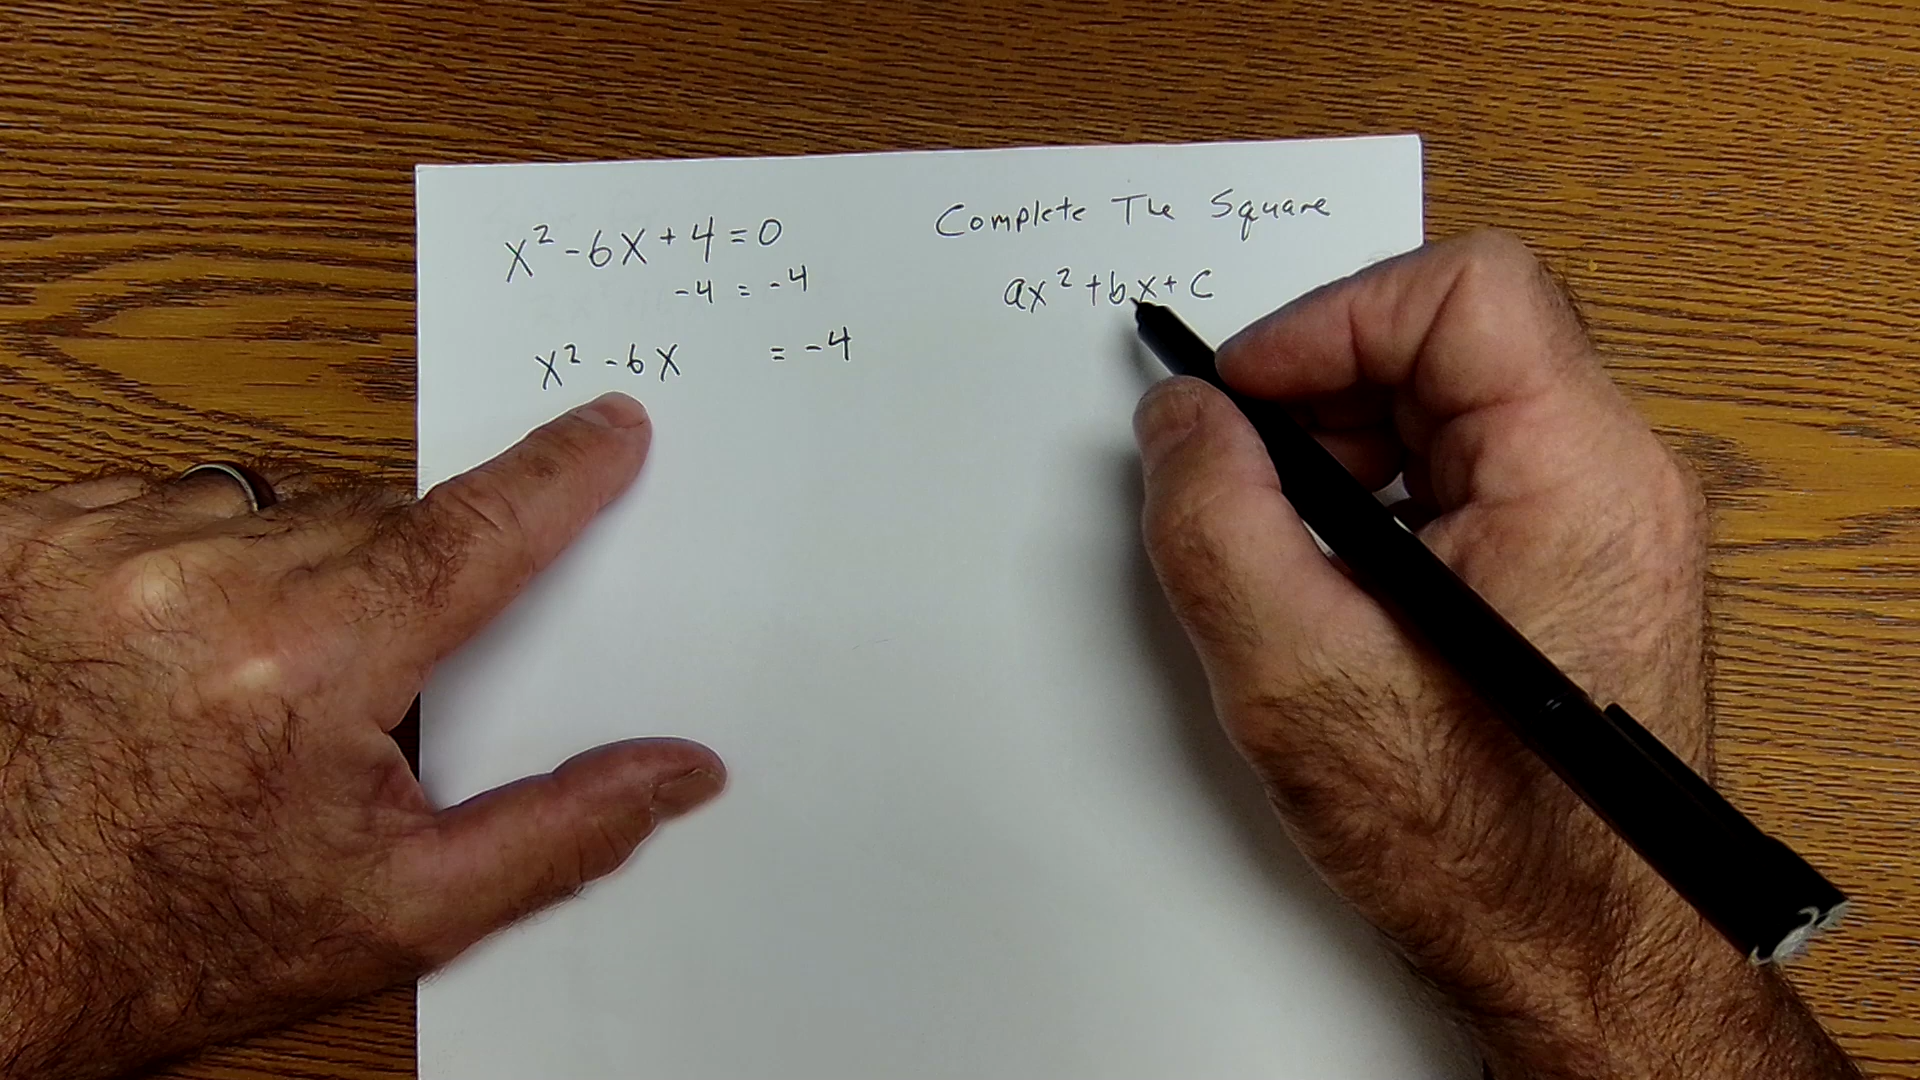 x² - 6x + 4 = 0
-4 = -4
x² - 6x = -4
Complete The Square
ax² + bx + c